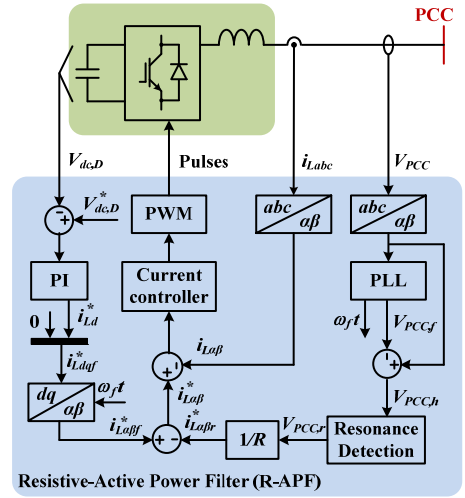 PCC
V_dc,D
Pulses
i_Labc
V_PCC
V*_dc,D
-
+
PWM
abc
αβ
abc
αβ
PI
Current
controller
PLL
0
i*_Ld
i_Lαβ
ω_f t
V_PCC,f
i*_Ldqf
+
-
-
+
dq
αβ
ω_f t
i*_Lαβ
V_PCC,h
i*_Lαβf
i*_Lαβr
+
-
1/R
V_PCC,r
Resonance
Detection
Resistive-Active Power Filter (R-APF)